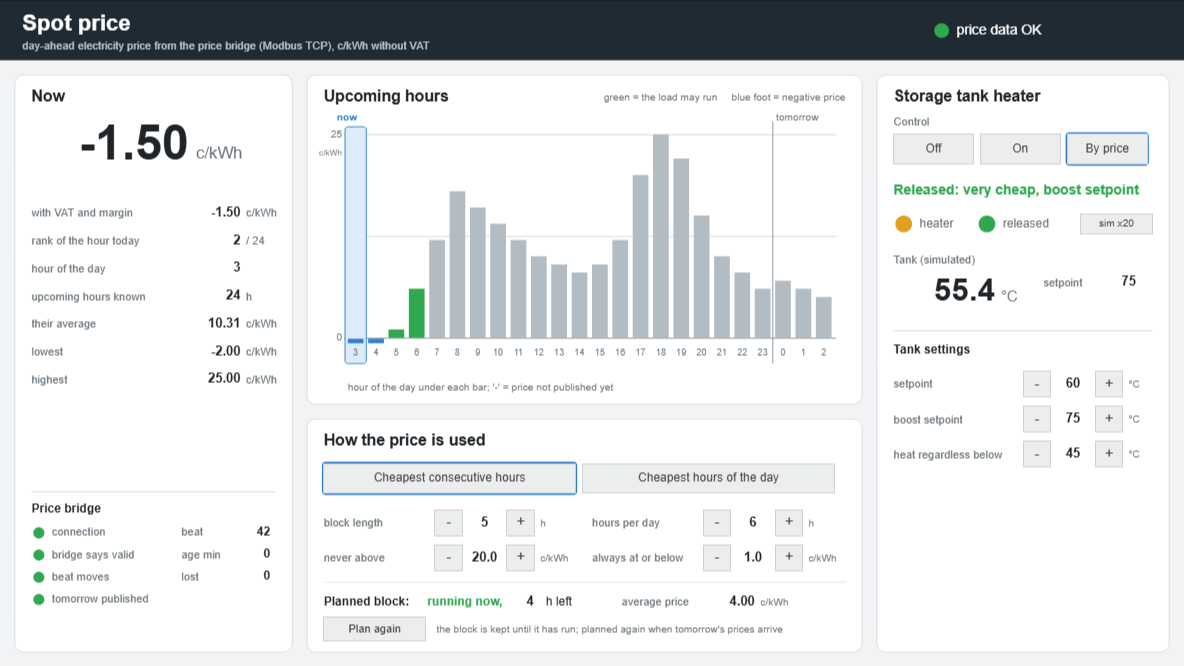 Spot price
day-ahead electricity price from the price bridge (Modbus TCP), c/kWh without VAT
price data OK
Now
-1.50 c/kWh
with VAT and margin -1.50 c/kWh
rank of the hour today 2 / 24
hour of the day 3
upcoming hours known 24 h
their average 10.31 c/kWh
lowest -2.00 c/kWh
highest 25.00 c/kWh
Price bridge
connection beat 42
bridge says valid age min 0
beat moves lost 0
tomorrow published
Upcoming hours
green = the load may run blue foot = negative price
now tomorrow
25
c/kWh
0
3 4 5 6 7 8 9 10 11 12 13 14 15 16 17 18 19 20 21 22 23 0 1 2
hour of the day under each bar; '-' = price not published yet
How the price is used
Cheapest consecutive hours Cheapest hours of the day
block length - 5 + h hours per day - 6 + h
never above - 20.0 + c/kWh always at or below - 1.0 + c/kWh
Planned block: running now, 4 h left average price 4.00 c/kWh
Plan again the block is kept until it has run; planned again when tomorrow's prices arrive
Storage tank heater
Control
Off On By price
Released: very cheap, boost setpoint
heater released sim x20
Tank (simulated)
55.4 °C setpoint 75
Tank settings
setpoint - 60 + °C
boost setpoint - 75 + °C
heat regardless below - 45 + °C